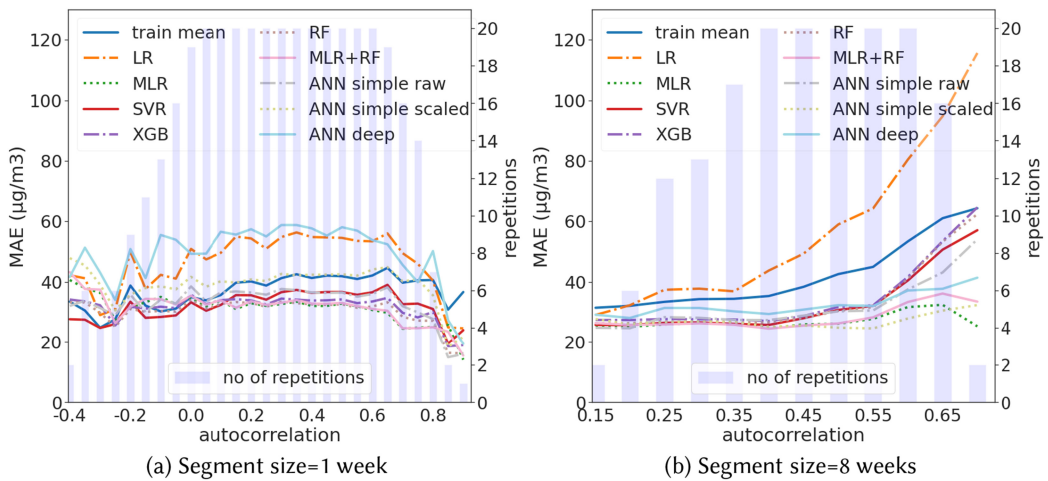 train mean
LR
MLR
SVR
XGB
RF
MLR+RF
ANN simple raw
ANN simple scaled
ANN deep
no of repetitions
MAE (μg/m3)
0
20
40
60
80
100
120
repetitions
0
2
4
6
8
10
12
14
16
18
20
-0.4 -0.2 0.0 0.2 0.4 0.6 0.8
autocorrelation
(a) Segment size=1 week
train mean
LR
MLR
SVR
XGB
RF
MLR+RF
ANN simple raw
ANN simple scaled
ANN deep
no of repetitions
MAE (μg/m3)
0
20
40
60
80
100
120
repetitions
0
2
4
6
8
10
12
14
16
18
20
0.15 0.25 0.35 0.45 0.55 0.65
autocorrelation
(b) Segment size=8 weeks